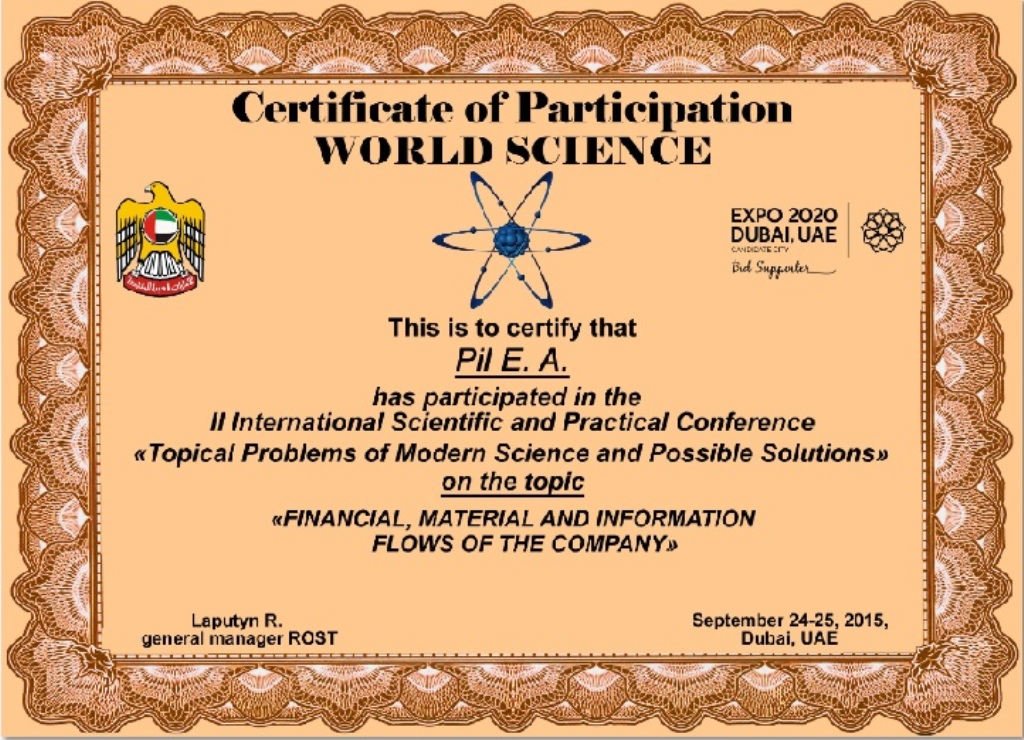 Certificate of Participation
WORLD SCIENCE
EXPO 2020
DUBAI, UAE
CANDIDATE CITY
Bid Supporter
This is to certify that
Pil E. A.
has participated in the
II International Scientific and Practical Conference
«Topical Problems of Modern Science and Possible Solutions»
on the topic
«FINANCIAL, MATERIAL AND INFORMATION
FLOWS OF THE COMPANY»
Laputyn R.
general manager ROST
September 24-25, 2015,
Dubai, UAE